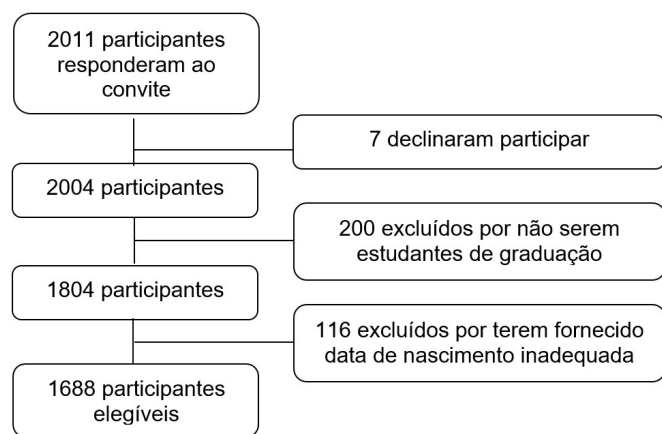 2011 participantes
responderam ao
convite
7 declinaram participar
2004 participantes
200 excluídos por não serem
estudantes de graduação
1804 participantes
116 excluídos por terem fornecido
data de nascimento inadequada
1688 participantes
elegíveis